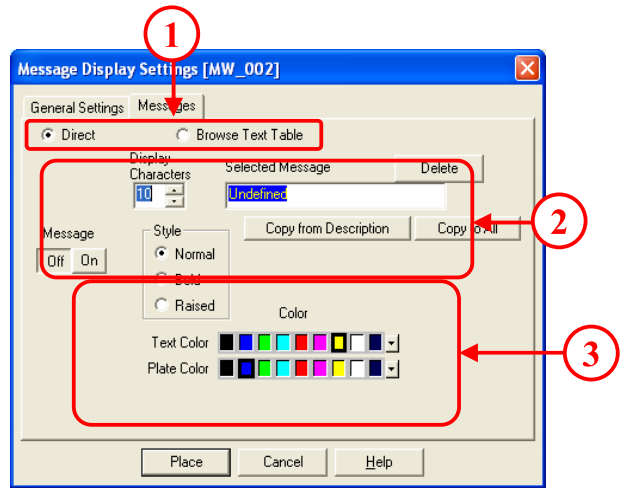 1
Message Display Settings [MW_002]
General Settings Messages
Direct Browse Text Table
Display
Characters Selected Message Delete
10 Undefined
Copy from Description Copy to All
2
Message Style
Off On Normal
Bold
Raised Color
Text Color
3
Plate Color
Place Cancel Help